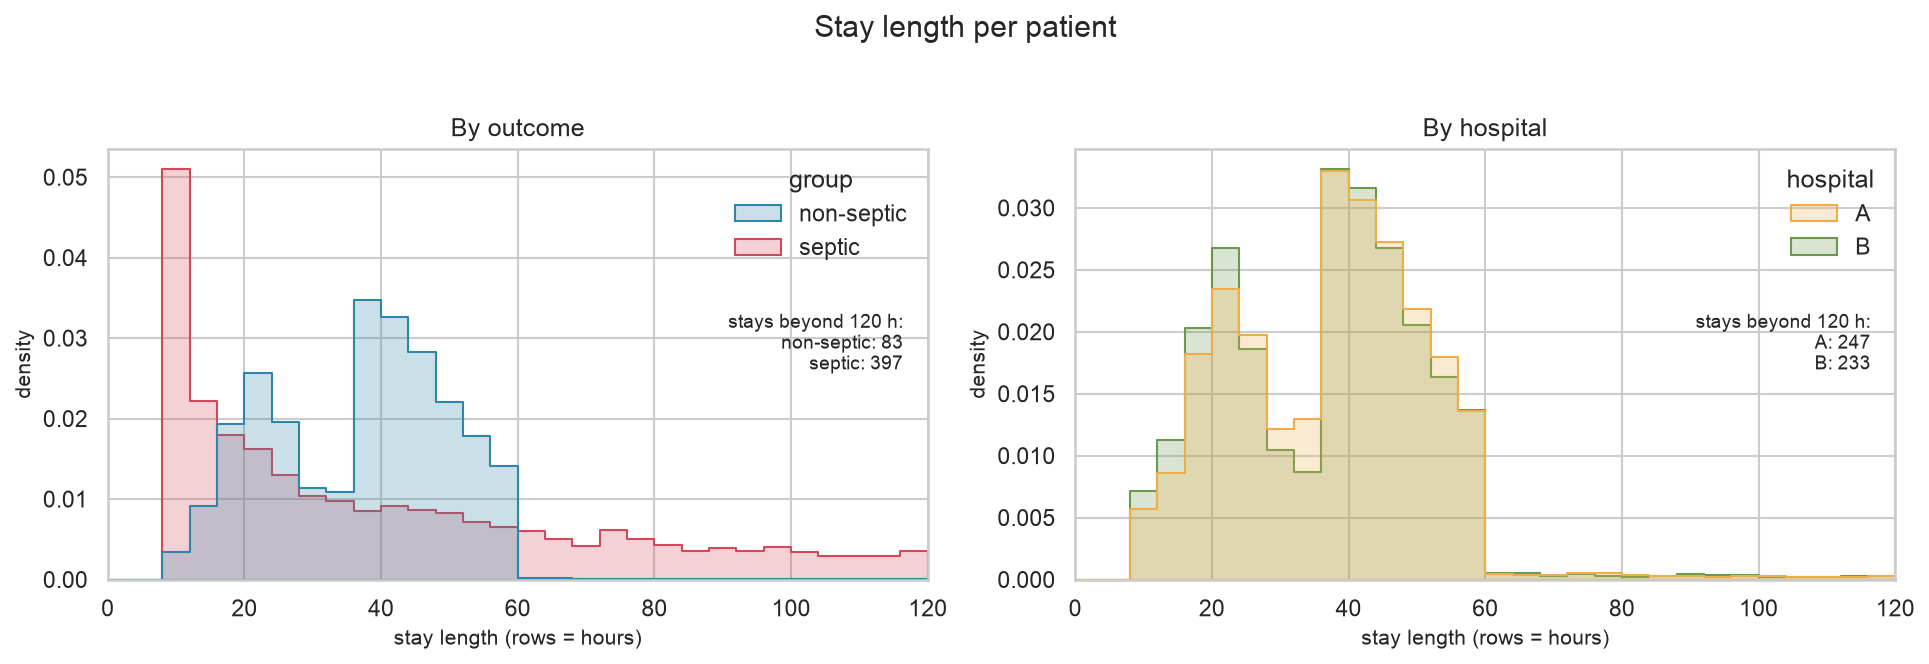 Stay length per patient
By outcome
0.05
0.04
0.03
0.02
0.01
0.00
density
0 20 40 60 80 100 120
stay length (rows = hours)
group
non-septic
septic
stays beyond 120 h:
non-septic: 83
septic: 397
By hospital
0.030
0.025
0.020
0.015
0.010
0.005
0.000
density
0 20 40 60 80 100 120
stay length (rows = hours)
hospital
A
B
stays beyond 120 h:
A: 247
B: 233